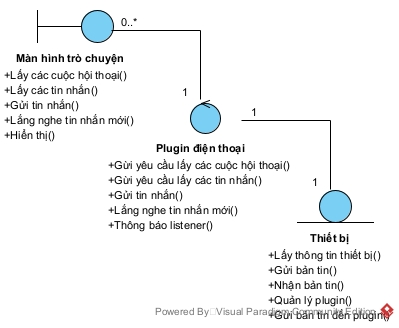 0..*
Màn hình trò chuyện
+Lấy các cuộc hội thoại()
+Lấy các tin nhắn()
+Gửi tin nhắn()
+Lắng nghe tin nhắn mới()
+Hiển thị()
1
Plugin điện thoại
+Gửi yêu cầu lấy các cuộc hội thoại()
+Gửi yêu cầu lấy các tin nhắn()
+Gửi tin nhắn()
+Lắng nghe tin nhắn mới()
+Thông báo listener()
1
1
Thiết bị
+Lấy thông tin thiết bị()
+Gửi bản tin()
+Nhận bản tin()
+Quản lý plugin()
+Gửi bản tin đến plugin()
Powered By Visual Paradigm Community Edition